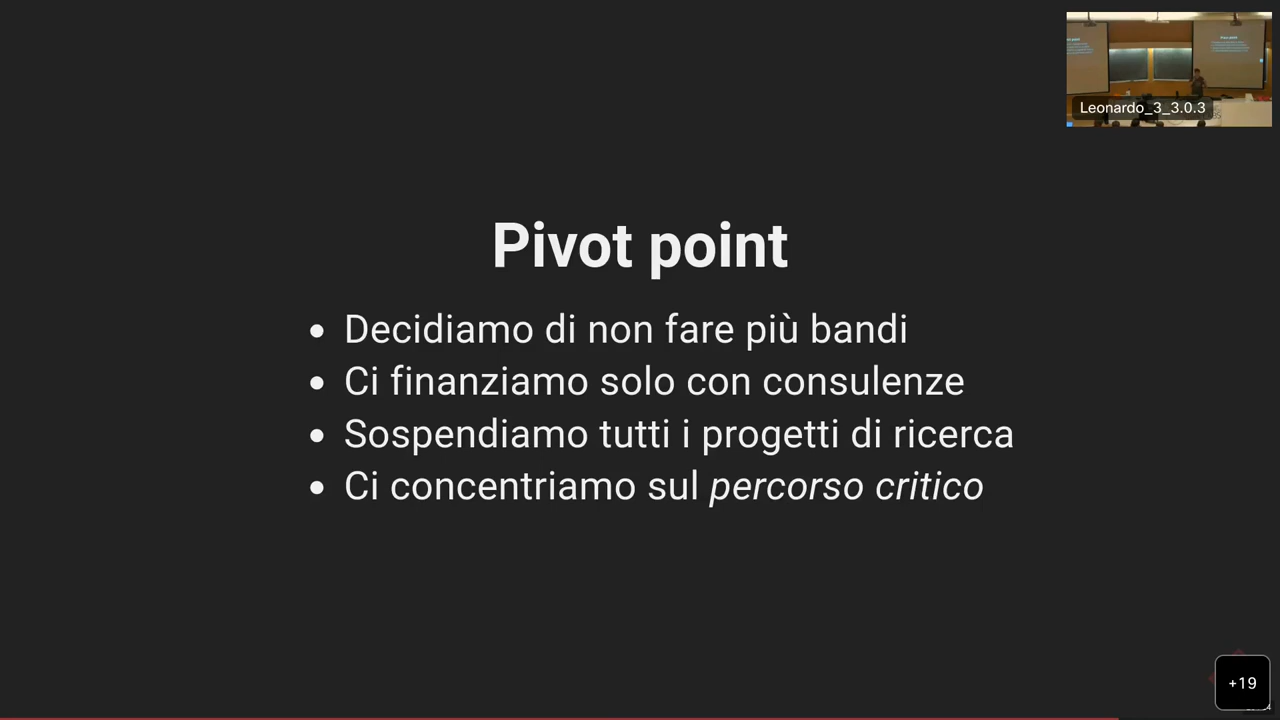 Leonardo_3_3.0.3
Pivot point
• Decidiamo di non fare più bandi
• Ci finanziamo solo con consulenze
• Sospendiamo tutti i progetti di ricerca
• Ci concentriamo sul percorso critico
+19